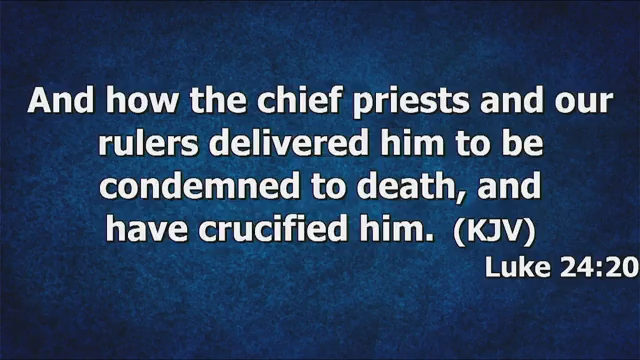 And how the chief priests and our
rulers delivered him to be
condemned to death, and
have crucified him. (KJV)
Luke 24:20